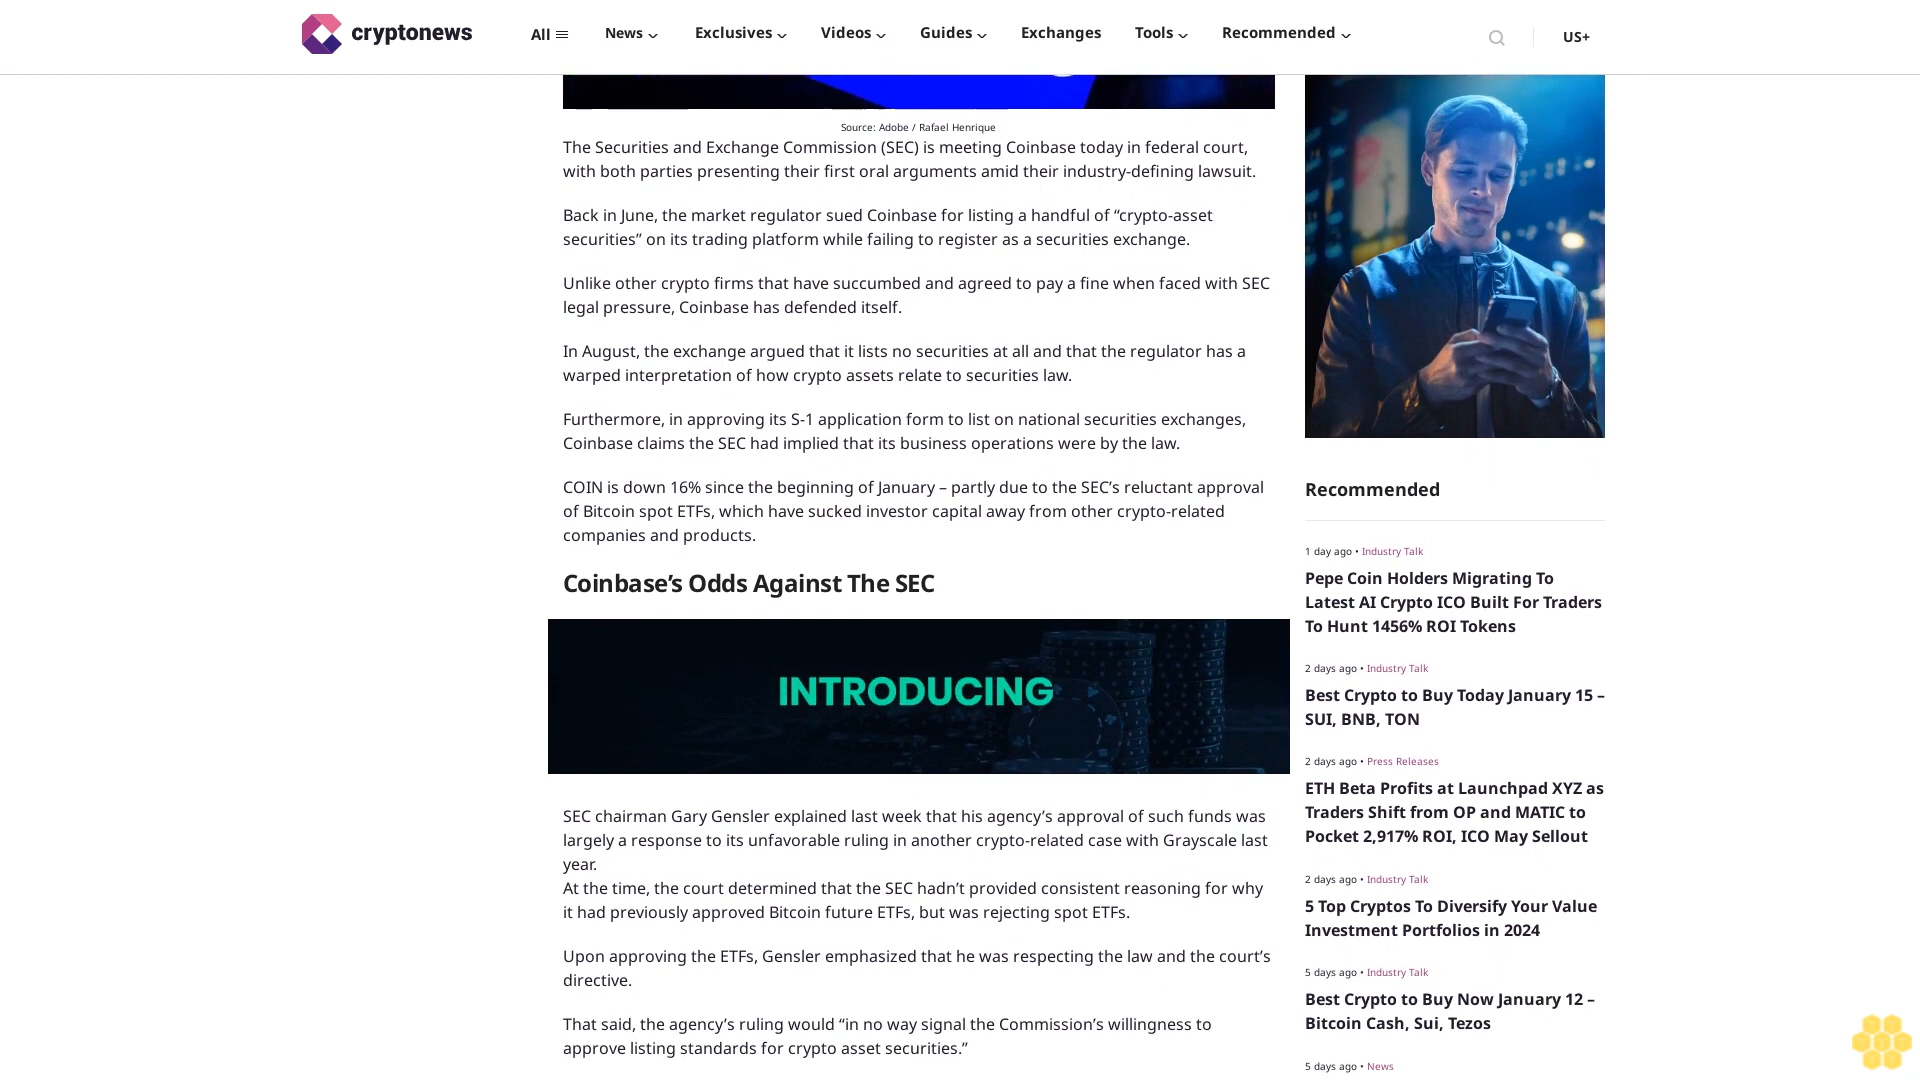 cryptonews
All
News
Exclusives
Videos
Guides
Exchanges
Tools
Recommended
US+
Source: Adobe / Rafael Henrique
The Securities and Exchange Commission (SEC) is meeting Coinbase today in federal court,
with both parties presenting their first oral arguments amid their industry-defining lawsuit.
Back in June, the market regulator sued Coinbase for listing a handful of “crypto-asset
securities” on its trading platform while failing to register as a securities exchange.
Unlike other crypto firms that have succumbed and agreed to pay a fine when faced with SEC
legal pressure, Coinbase has defended itself.
In August, the exchange argued that it lists no securities at all and that the regulator has a
warped interpretation of how crypto assets relate to securities law.
Furthermore, in approving its S-1 application form to list on national securities exchanges,
Coinbase claims the SEC had implied that its business operations were by the law.
COIN is down 16% since the beginning of January – partly due to the SEC’s reluctant approval
of Bitcoin spot ETFs, which have sucked investor capital away from other crypto-related
companies and products.
Coinbase’s Odds Against The SEC
INTRODUCING
SEC chairman Gary Gensler explained last week that his agency’s approval of such funds was
largely a response to its unfavorable ruling in another crypto-related case with Grayscale last
year.
At the time, the court determined that the SEC hadn’t provided consistent reasoning for why
it had previously approved Bitcoin future ETFs, but was rejecting spot ETFs.
Upon approving the ETFs, Gensler emphasized that he was respecting the law and the court’s
directive.
That said, the agency’s ruling would “in no way signal the Commission’s willingness to
approve listing standards for crypto asset securities.”
Recommended
1 day ago • Industry Talk
Pepe Coin Holders Migrating To
Latest AI Crypto ICO Built For Traders
To Hunt 1456% ROI Tokens
2 days ago • Industry Talk
Best Crypto to Buy Today January 15 –
SUI, BNB, TON
2 days ago • Press Releases
ETH Beta Profits at Launchpad XYZ as
Traders Shift from OP and MATIC to
Pocket 2,917% ROI, ICO May Sellout
2 days ago • Industry Talk
5 Top Cryptos To Diversify Your Value
Investment Portfolios in 2024
5 days ago • Industry Talk
Best Crypto to Buy Now January 12 –
Bitcoin Cash, Sui, Tezos
5 days ago • News